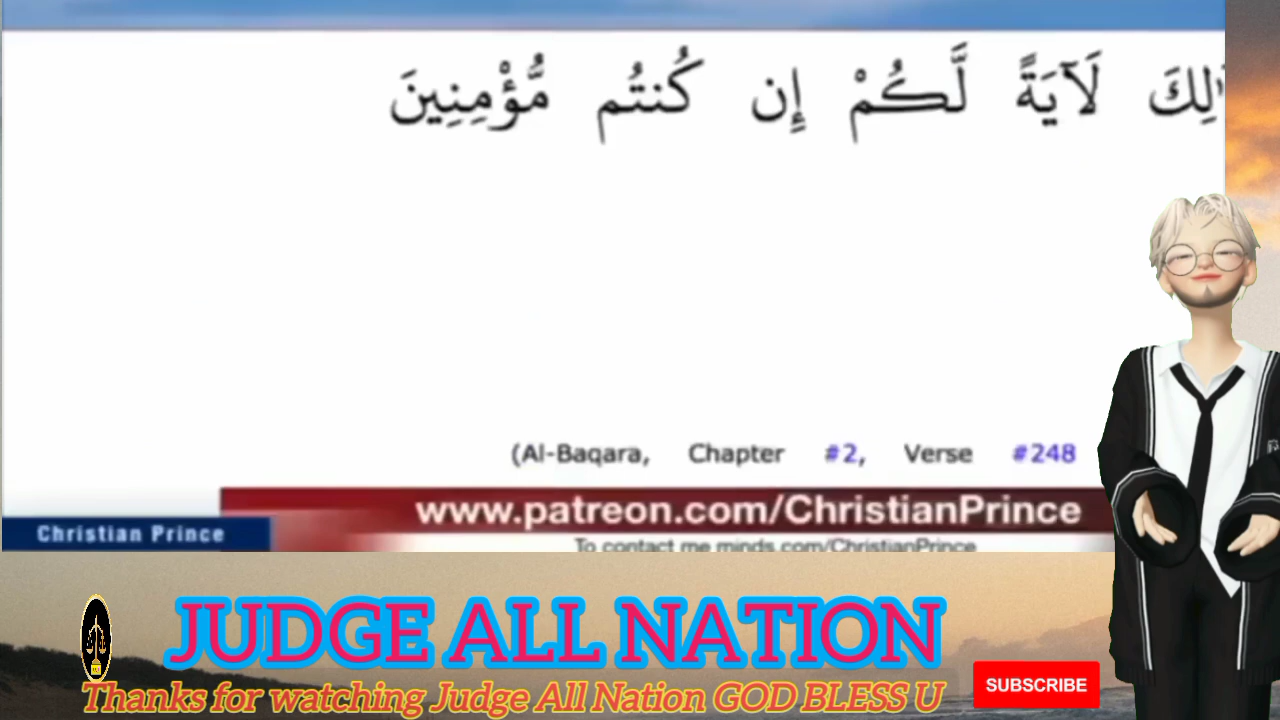 لَآيَةً لَّكُمْ إِن كُنتُم مُّؤْمِنِينَ
(Al-Baqara, Chapter #2, Verse #248
www.patreon.com/ChristianPrince
Christian Prince
To contact me minds.com/ChristianPrince
JUDGE ALL NATION
Thanks for watching Judge All Nation GOD BLESS U
SUBSCRIBE